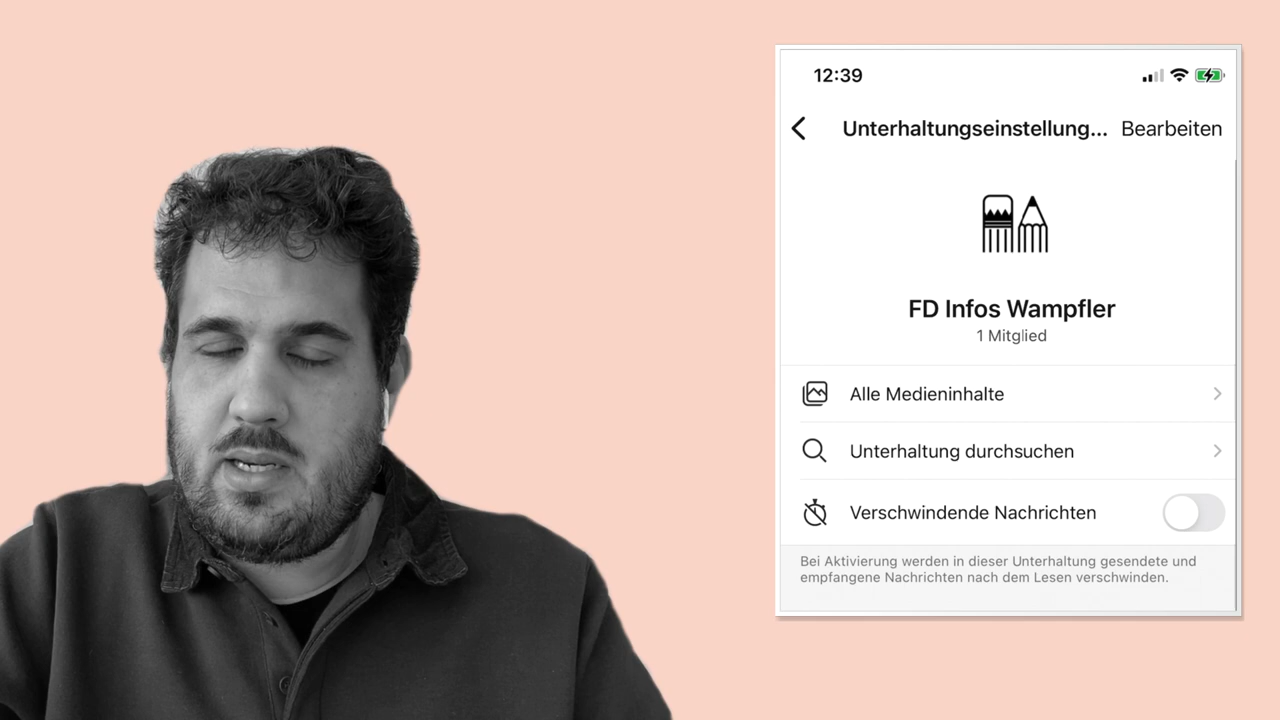 12:39
Unterhaltungseinstellung... Bearbeiten
FD Infos Wampfler
1 Mitglied
Alle Medieninhalte
Unterhaltung durchsuchen
Verschwindende Nachrichten
Bei Aktivierung werden in dieser Unterhaltung gesendete und
empfangene Nachrichten nach dem Lesen verschwinden.